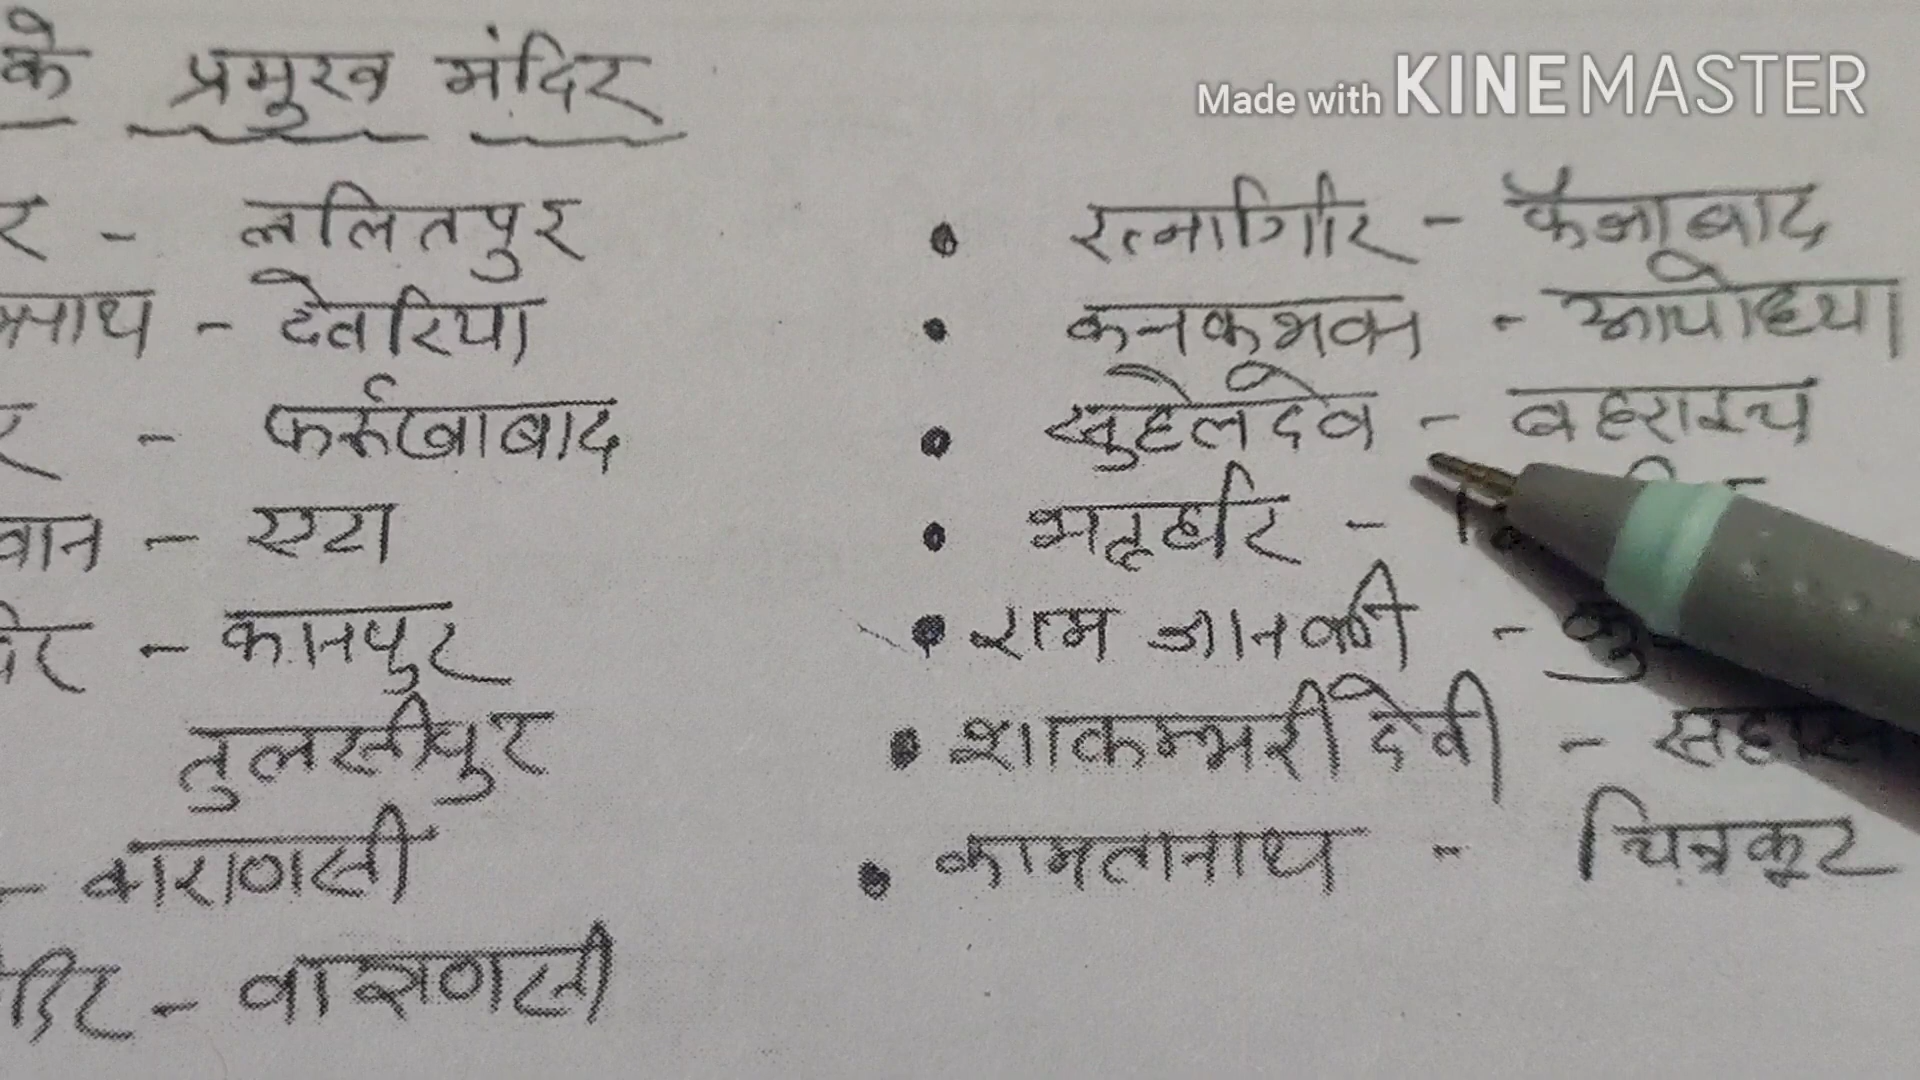 के प्रमुख मंदिर
Made with KINEMASTER
र - ललितपुर
नाथ - देवरिया
र - फर्रूखाबाद
वान - एटा
- कानपुर
तुलसीपुर
- वाराणसी
- वाराणसी
• रत्नागिरि - फैजाबाद
• कनकभवन - अयोध्या
• सुहेलदेव - बहराइच
• भर्तृहरि -
• राम जानकी -
• शाकम्भरी देवी -
• कामतानाथ - चित्रकूट